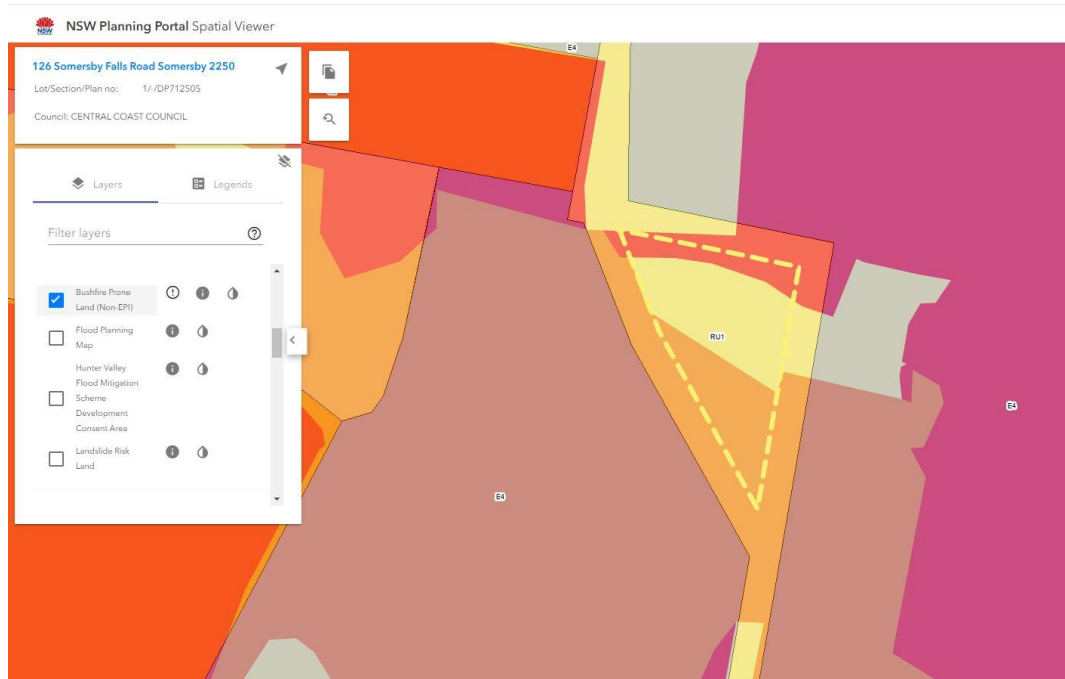 NSW Planning Portal Spatial Viewer
NSW
E4
126 Somersby Falls Road Somersby 2250
Lot/Section/Plan no: 1/-/DP712505
Council: CENTRAL COAST COUNCIL
Layers Legends
Filter layers
Bushfire Prone
Land (Non-EPI)
Flood Planning
Map
Hunter Valley
Flood Mitigation
Scheme
Development
Consent Area
Landslide Risk
Land
RU1
E4
E4